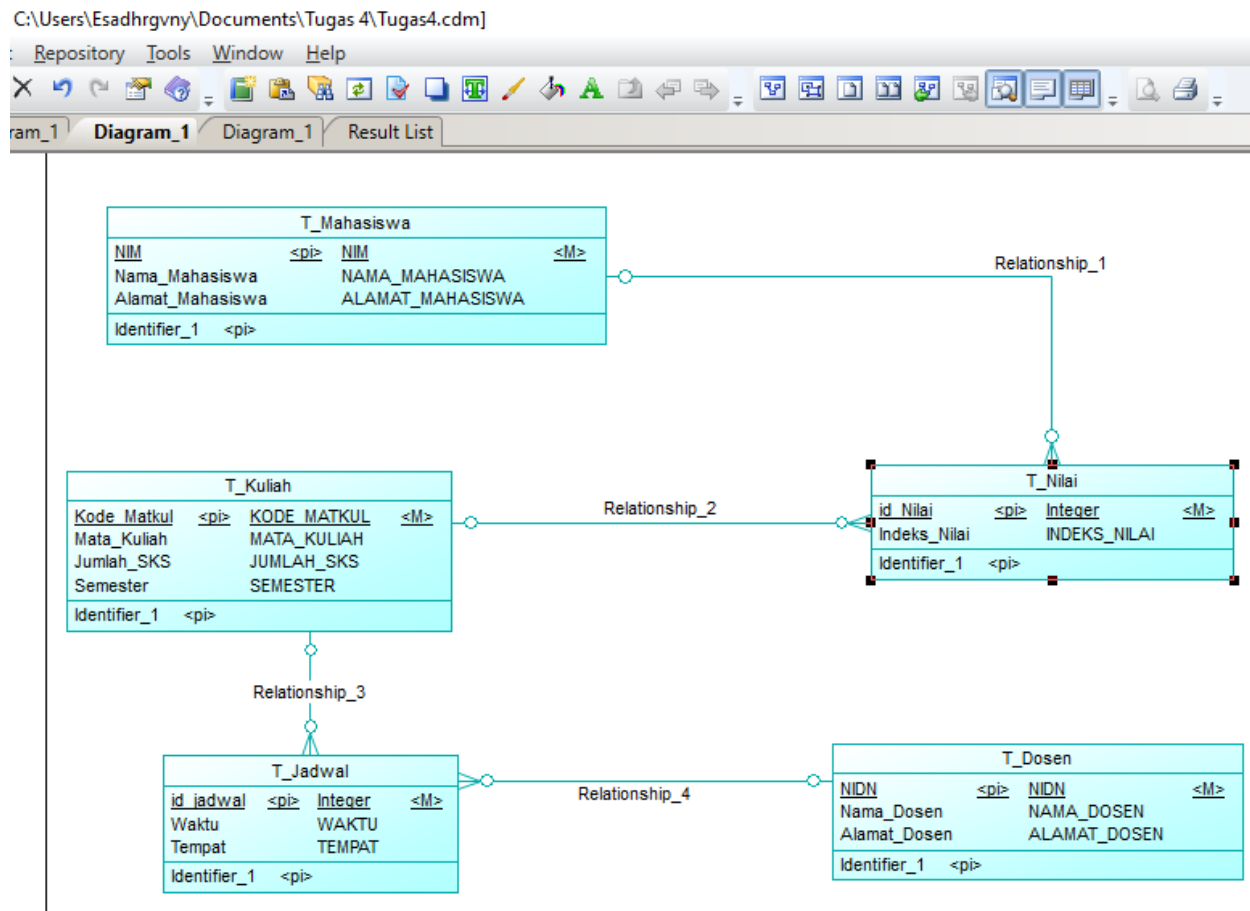 C:\Users\Esadhrgvny\Documents\Tugas 4\Tugas4.cdm]
Repository Tools Window Help
ram_1 Diagram_1 Diagram_1 Result List
T_Mahasiswa
NIM <pi> NIM <M>
Nama_Mahasiswa NAMA_MAHASISWA
Alamat_Mahasiswa ALAMAT_MAHASISWA
Identifier_1 <pi>
Relationship_1
T_Kuliah
Kode_Matkul <pi> KODE_MATKUL <M>
Mata_Kuliah MATA_KULIAH
Jumlah_SKS JUMLAH_SKS
Semester SEMESTER
Identifier_1 <pi>
Relationship_2
T_Nilai
id_Nilai <pi> Integer <M>
Indeks_Nilai INDEKS_NILAI
Identifier_1 <pi>
Relationship_3
T_Jadwal
id_jadwal <pi> Integer <M>
Waktu WAKTU
Tempat TEMPAT
Identifier_1 <pi>
Relationship_4
T_Dosen
NIDN <pi> NIDN <M>
Nama_Dosen NAMA_DOSEN
Alamat_Dosen ALAMAT_DOSEN
Identifier_1 <pi>